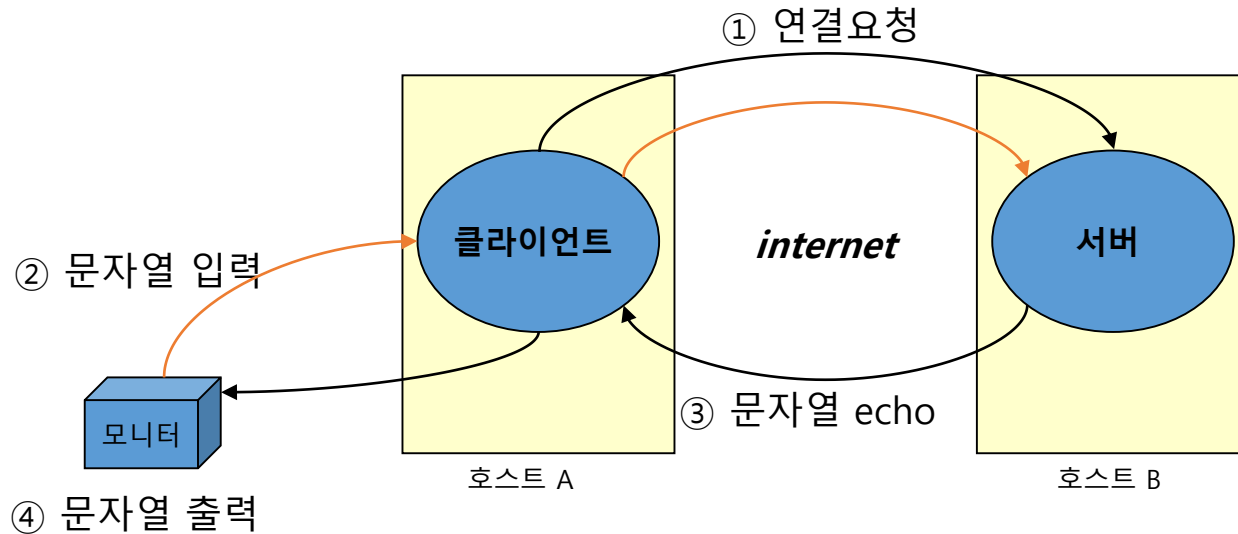 ① 연결요청
클라이언트
internet
서버
② 문자열 입력
③ 문자열 echo
모니터
호스트 A
호스트 B
④ 문자열 출력